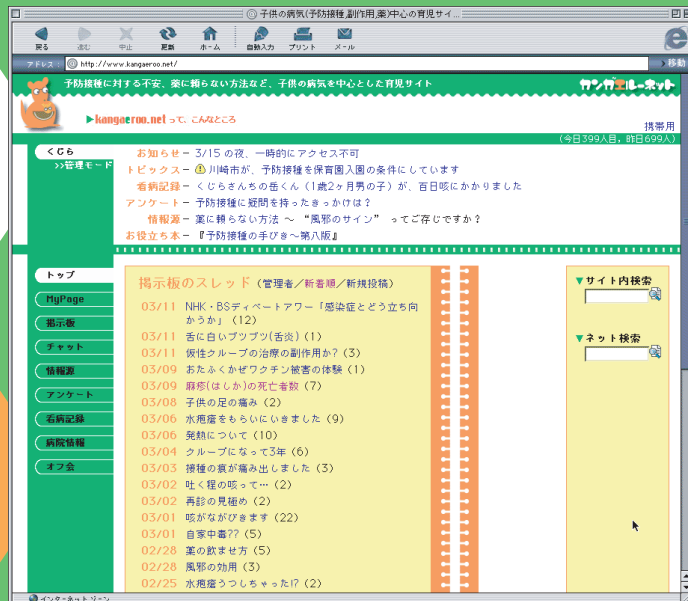 子供の病気(予防接種,副作用,薬)中心の育児サイ...
戻る 進む 中止 更新 ホーム 自動入力 プリント メール
アドレス http://www.kangaeroo.net/ 移動
予防接種に対する不安、薬に頼らない方法など、子供の病気を中心とした育児サイト
カンガエルーネット
▶kangaeroo.net って、こんなところ
携帯用
(今日399人目，昨日699人)
くじら
>>管理モード
お知らせ－ 3/15 の夜、一時的にアクセス不可
トピックス－ 川崎市が、予防接種を保育園入園の条件にしています
看病記録－ くじらさんちの岳くん（1歳2ヶ月男の子）が、百日咳にかかりました
アンケート－ 予防接種に疑問を持ったきっかけは？
情報源－ 薬に頼らない方法 ～ “風邪のサイン” ってご存じですか？
お役立ち本－ 『予防接種の手びき～第八版』
トップ
MyPage
掲示板
チャット
情報源
アンケート
看病記録
病院情報
オフ会
掲示板のスレッド（管理者／新着順／新規投稿）
03/11 NHK・BSディベートアワー「感染症とどう立ち向
かうか」（12）
03/11 舌に白いブツブツ(舌炎)（1）
03/11 仮性クループの治療の副作用か?（3）
03/09 おたふくかぜワクチン被害の体験（1）
03/09 麻疹(はしか)の死亡者数（7）
03/08 子供の足の痛み（2）
03/06 水疱瘡をもらいにいきました（9）
03/06 発熱について（10）
03/04 クループになって3年（6）
03/03 接種の痕が痛み出しました（3）
03/02 吐く程の咳って…（2）
03/02 再診の見極め（2）
03/01 咳がながびきます（22）
03/01 自家中毒??（5）
02/28 薬の飲ませ方（5）
02/28 風邪の効用（3）
02/25 水疱瘡うつしちゃった!?（2）
▼サイト内検索
▼ネット検索
インターネット ゾーン